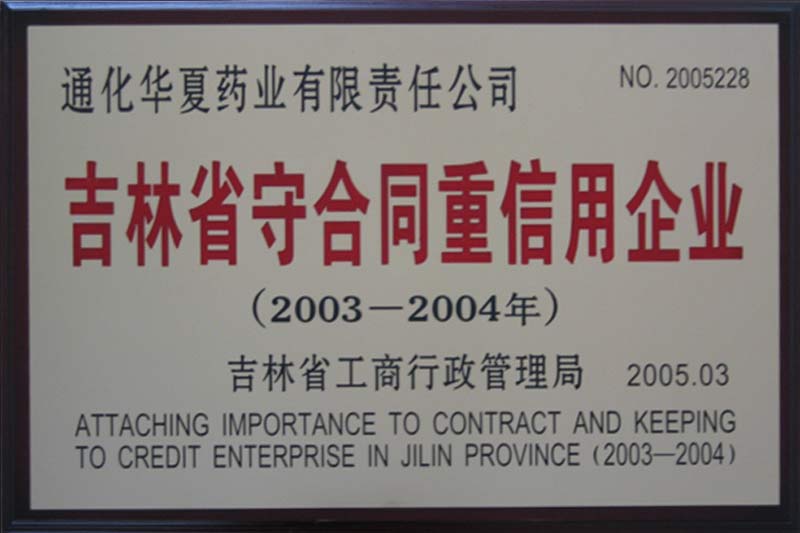 通化华夏药业有限责任公司 NO. 2005228
吉林省守合同重信用企业
（2003—2004年）
吉林省工商行政管理局 2005.03
ATTACHING IMPORTANCE TO CONTRACT AND KEEPING
TO CREDIT ENTERPRISE IN JILIN PROVINCE (2003—2004)